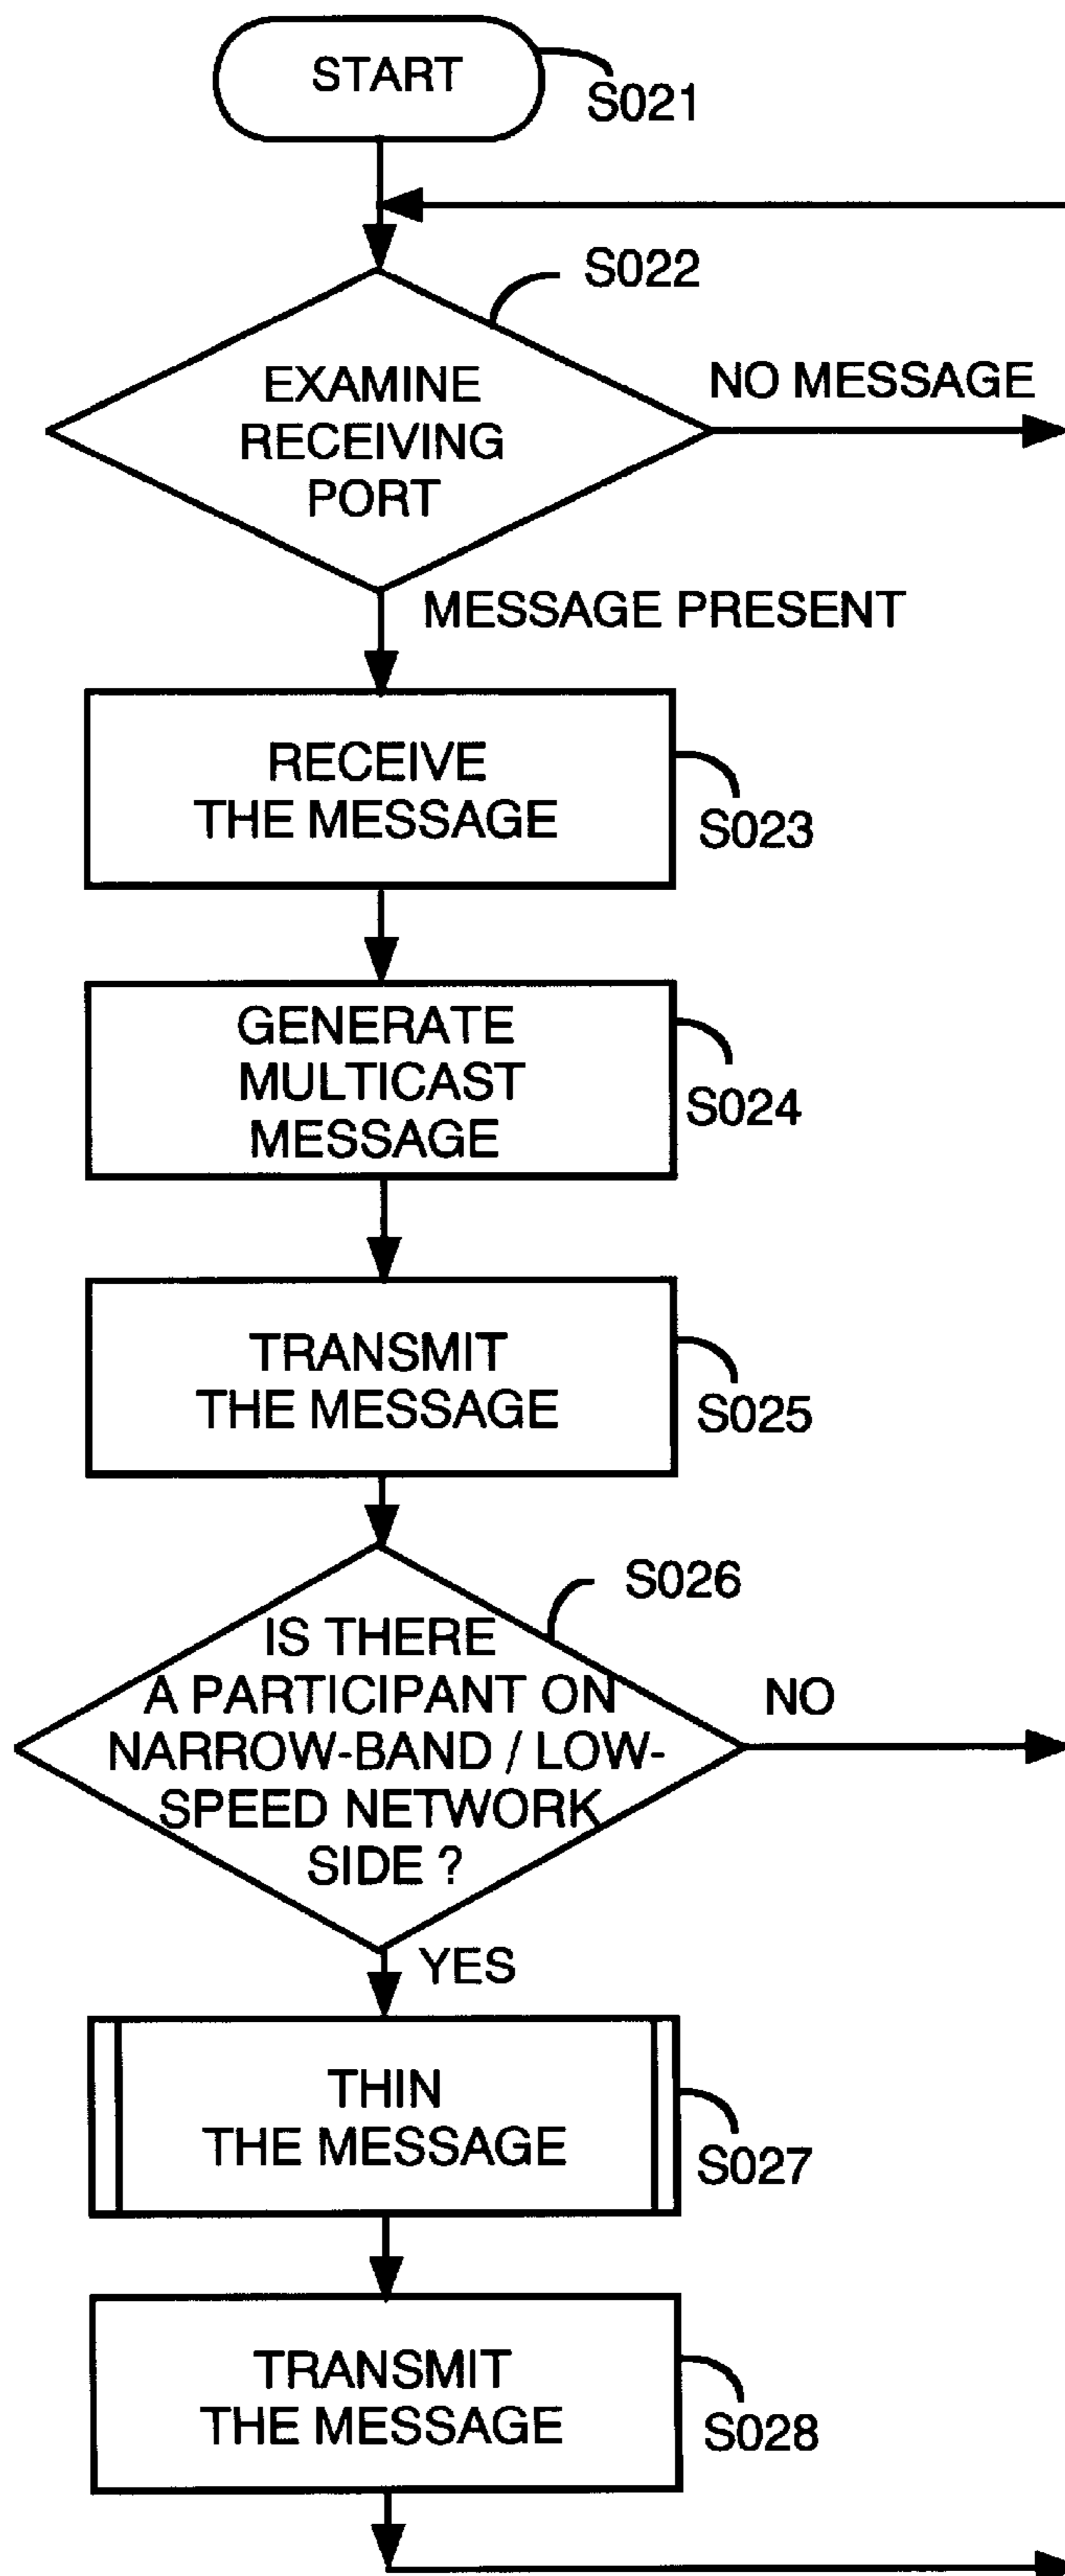 START
S021
S022
EXAMINE
RECEIVING
PORT
NO MESSAGE
MESSAGE PRESENT
RECEIVE
THE MESSAGE
S023
GENERATE
MULTICAST
MESSAGE
S024
TRANSMIT
THE MESSAGE
S025
S026
IS THERE
A PARTICIPANT ON
NARROW-BAND / LOW-
SPEED NETWORK
SIDE ?
NO
YES
THIN
THE MESSAGE
S027
TRANSMIT
THE MESSAGE
S028